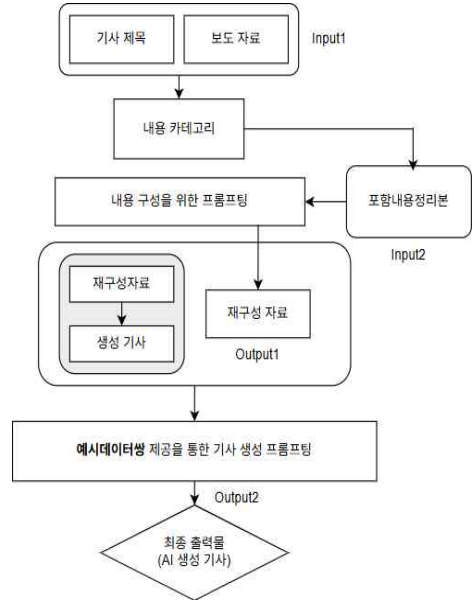 기사 제목
보도 자료
Input1
내용 카테고리
내용 구성을 위한 프롬프팅
포함내용정리본
Input2
재구성자료
생성 기사
재구성 자료
Output1
예시데이터쌍 제공을 통한 기사 생성 프롬프팅
Output2
최종 출력물
(AI 생성 기사)